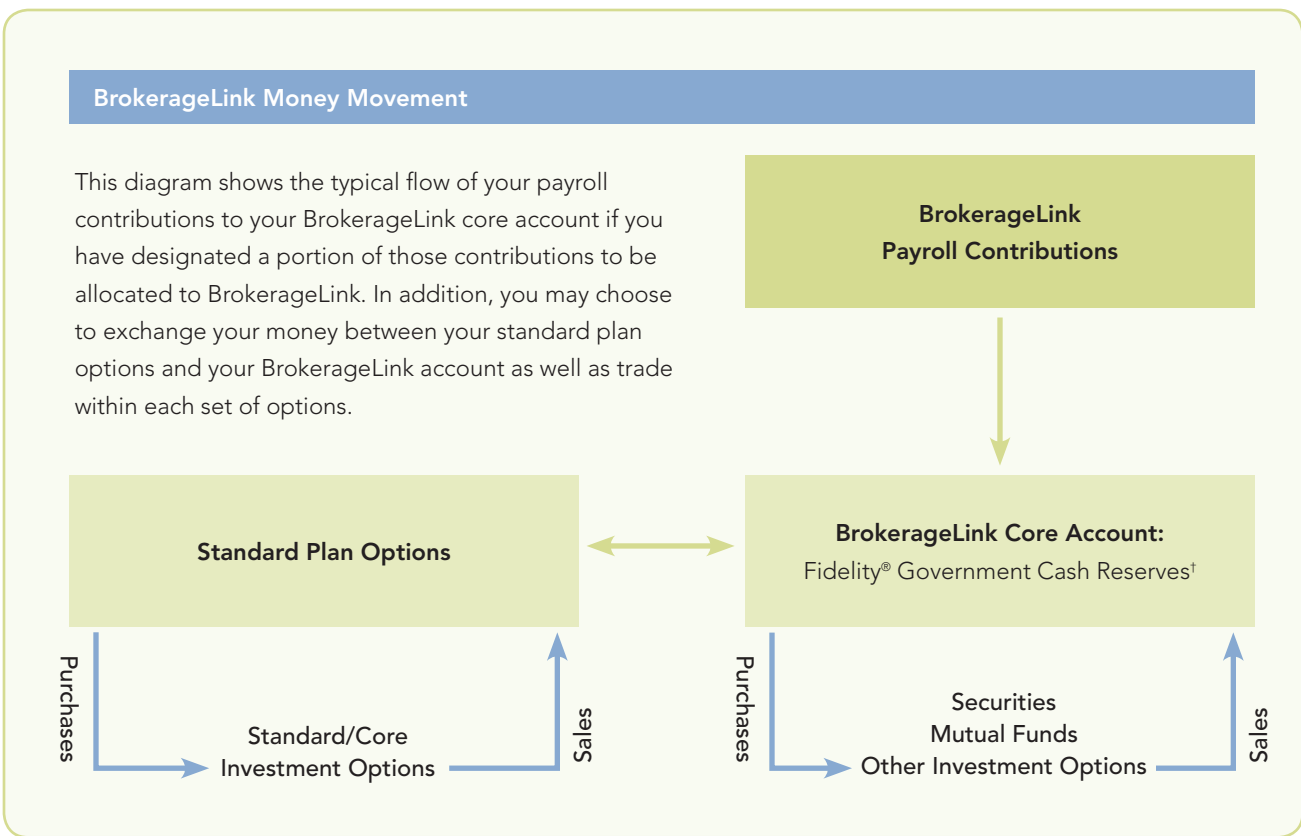 BrokerageLink Money Movement
This diagram shows the typical flow of your payroll
contributions to your BrokerageLink core account if you
have designated a portion of those contributions to be
allocated to BrokerageLink. In addition, you may choose
to exchange your money between your standard plan
options and your BrokerageLink account as well as trade
within each set of options.
BrokerageLink
Payroll Contributions
Standard Plan Options
BrokerageLink Core Account:
Fidelity® Government Cash Reserves†
Purchases
Standard/Core
Investment Options
Sales
Purchases
Securities
Mutual Funds
Other Investment Options
Sales